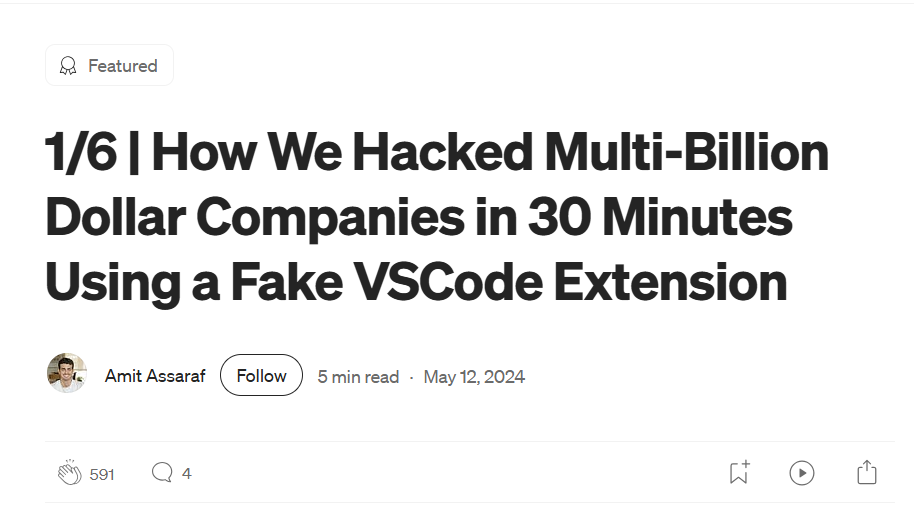 Featured
1/6 | How We Hacked Multi-Billion
Dollar Companies in 30 Minutes
Using a Fake VSCode Extension
Amit Assaraf Follow 5 min read · May 12, 2024
591 4